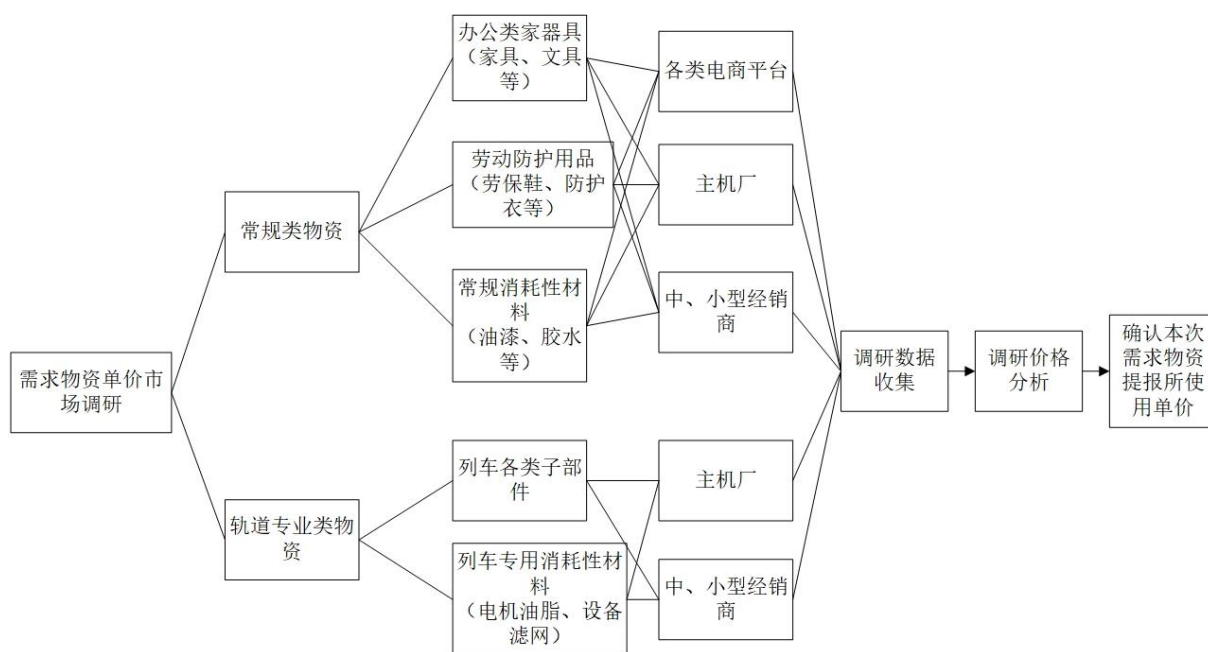 办公类家器具
（家具、文具
等）
各类电商平台
劳动防护用品
（劳保鞋、防护
衣等）
主机厂
常规类物资
常规消耗性材
料
（油漆、胶水
等）
中、小型经销
商
需求物资单价市
场调研
调研数据
收集
调研价格
分析
确认本次
需求物资
提报所使
用单价
列车各类子部
件
主机厂
轨道专业类物
资
列车专用消耗性材
料
（电机油脂、设备
滤网）
中、小型经销
商